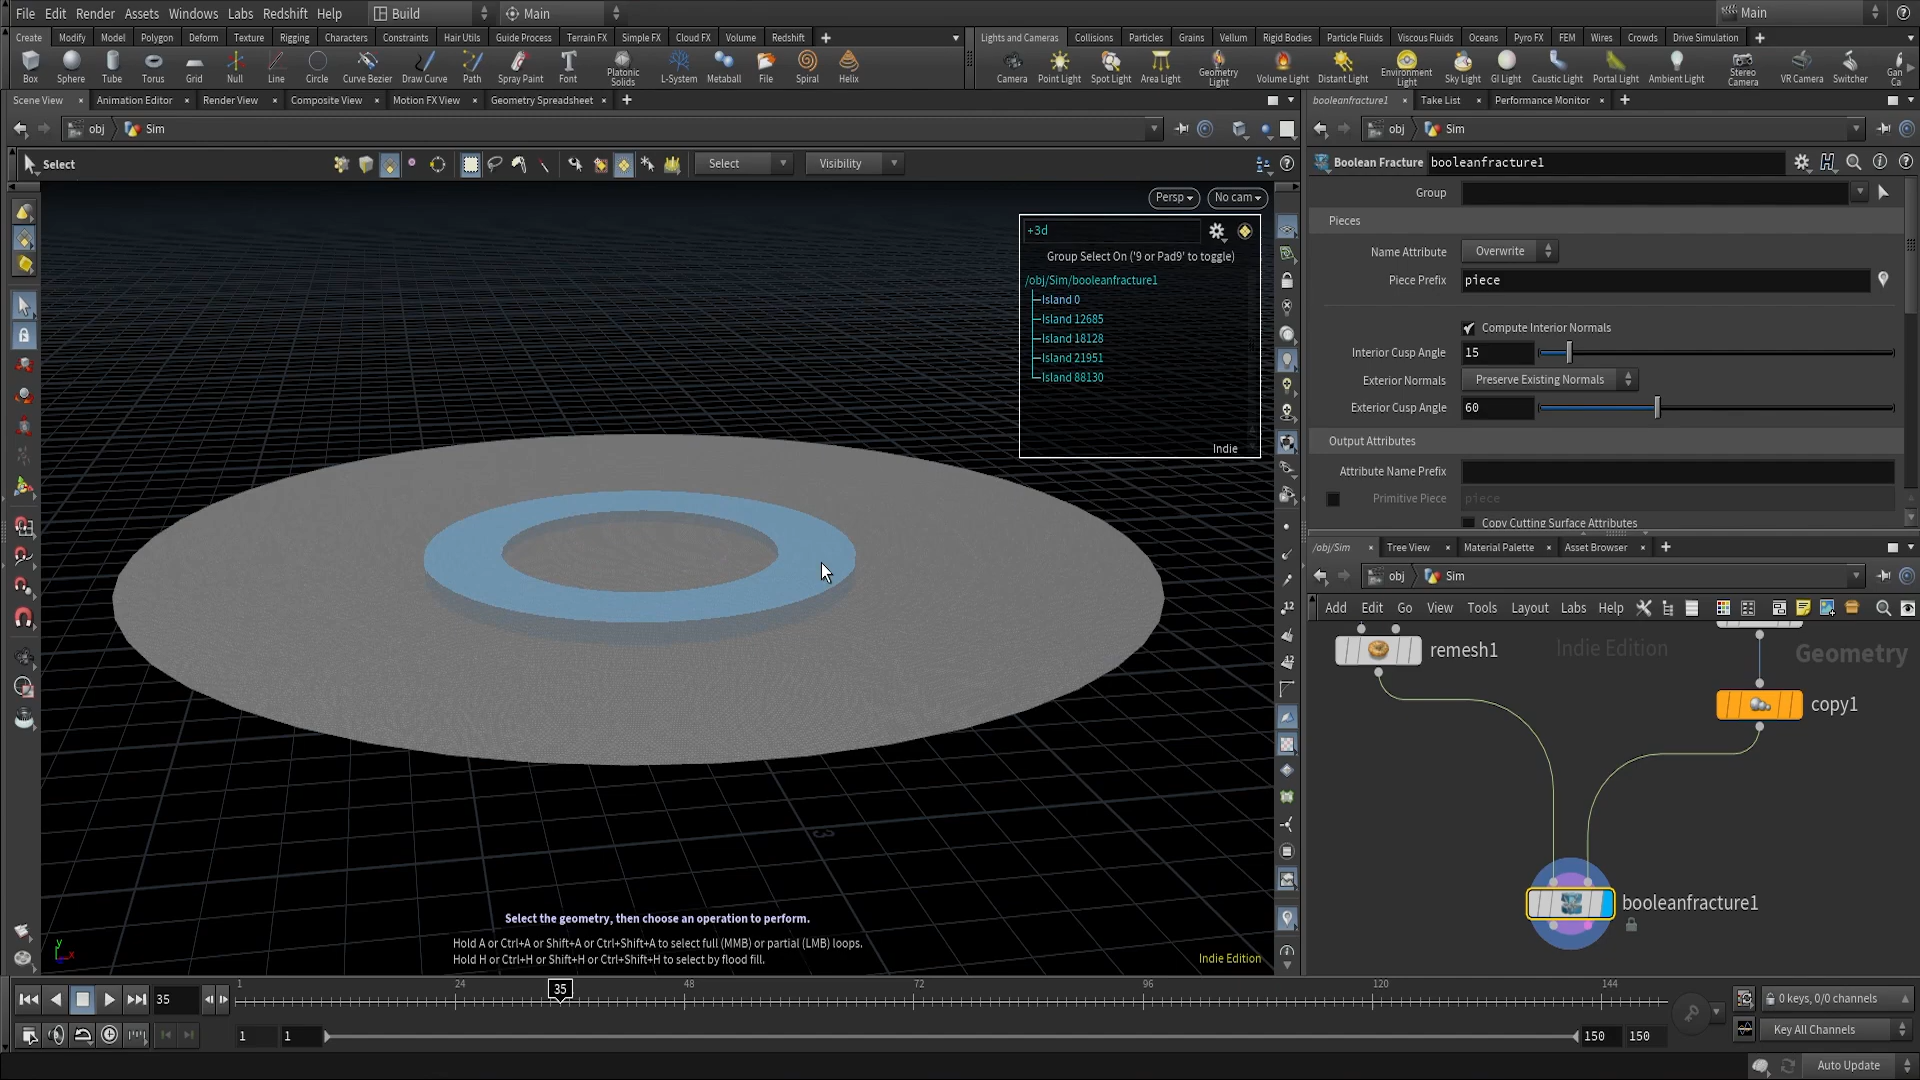 File Edit Render Assets Windows Labs Redshift Help Build Main Main
Create Modify Model Polygon Deform Texture Rigging Characters Constraints Hair Utils Guide Process Terrain FX Simple FX Cloud FX Volume Redshift
Lights and Cameras Collisions Particles Grains Vellum Rigid Bodies Particle Fluids Viscous Fluids Oceans Pyro FX FEM Wires Crowds Drive Simulation
Box Sphere Tube Torus Grid Null Line Circle Curve Bezier Draw Curve Path Spray Paint Font Platonic Solids L-System Metaball File Spiral Helix
Camera Point Light Spot Light Area Light Geometry Light Volume Light Distant Light Environment Light Sky Light GI Light Caustic Light Portal Light Ambient Light Stereo Camera VR Camera Switcher Gan Ca
Scene View Animation Editor Render View Composite View Motion FX View Geometry Spreadsheet
booleanfracture1 Take List Performance Monitor
obj Sim
obj Sim
Select Select Visibility
Boolean Fracture booleanfracture1
Persp No cam
+3d
Group Select On ('9 or Pad9' to toggle)
/obj/Sim/booleanfracture1
Island 0
Island 12685
Island 18128
Island 21951
Island 88130
Indie
Group
Pieces
Name Attribute Overwrite
Piece Prefix piece
Compute Interior Normals
Interior Cusp Angle 15
Exterior Normals Preserve Existing Normals
Exterior Cusp Angle 60
Output Attributes
Attribute Name Prefix
Primitive Piece piece
Copy Cutting Surface Attributes
/obj/Sim Tree View Material Palette Asset Browser
obj Sim
Add Edit Go View Tools Layout Labs Help
remesh1
Indie Edition
Geometry
copy1
booleanfracture1
Select the geometry, then choose an operation to perform.
Hold A or Ctrl+A or Shift+A or Ctrl+Shift+A to select full (MMB) or partial (LMB) loops.
Hold H or Ctrl+H or Shift+H or Ctrl+Shift+H to select by flood fill.
Indie Edition
y
x
35 1 24 35 48 72 96 120 144
0 keys, 0/0 channels
1 1 150 150
Key All Channels
Auto Update